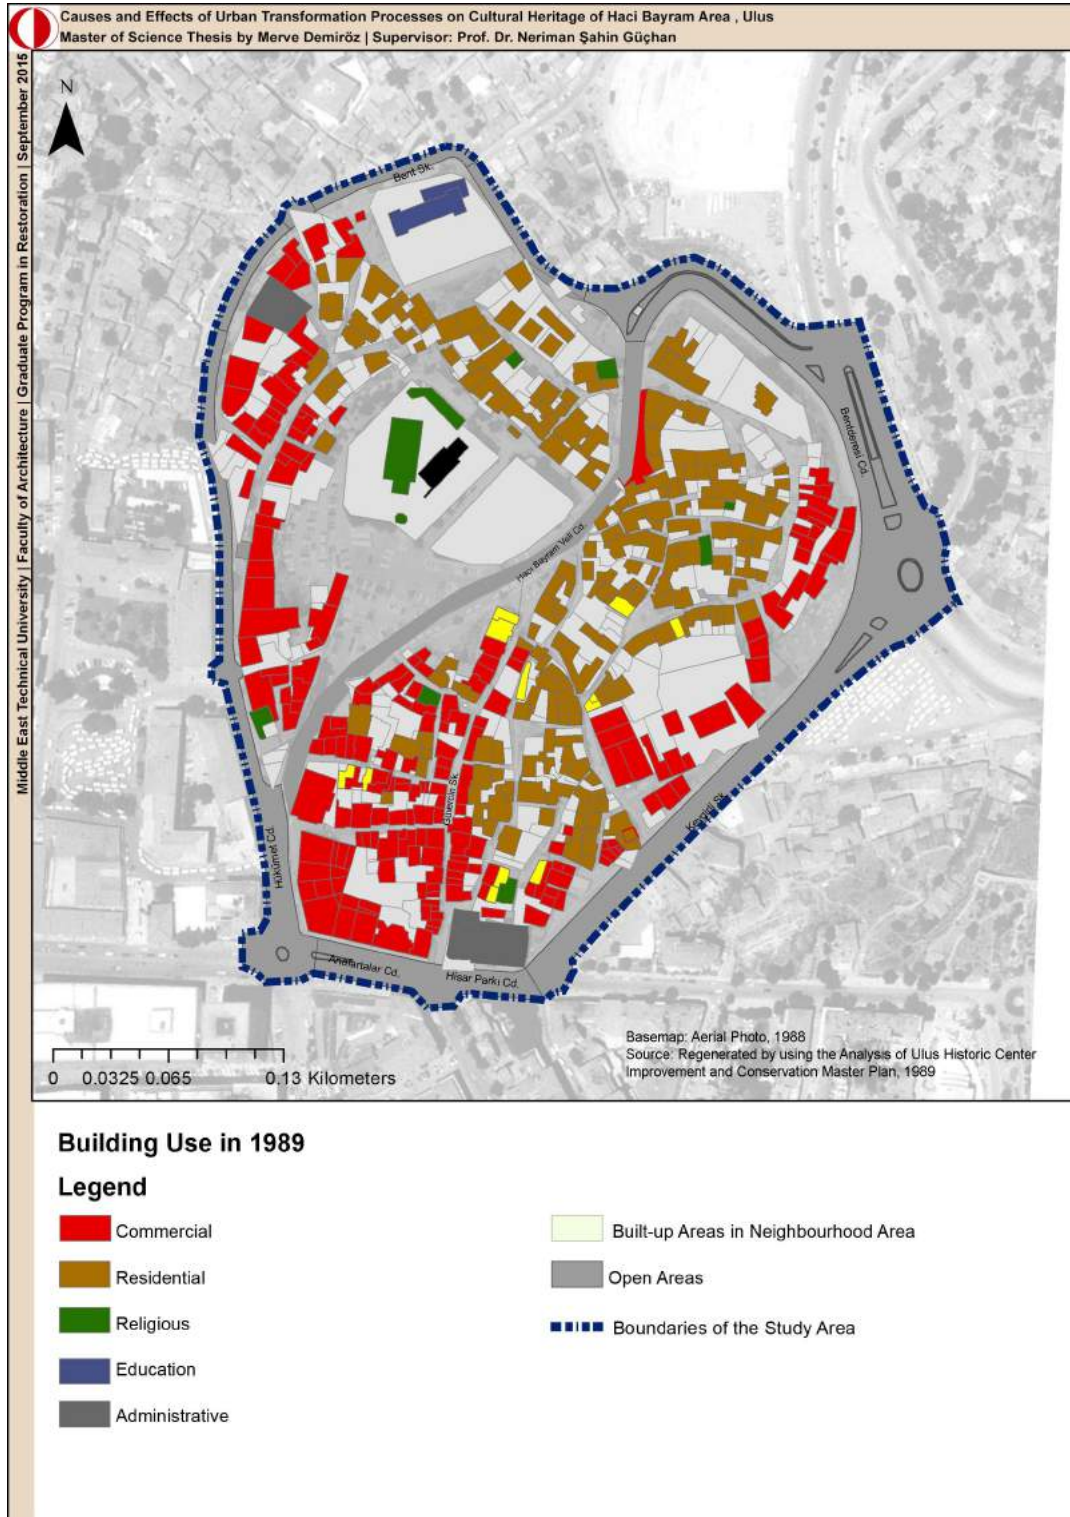 Causes and Effects of Urban Transformation Processes on Cultural Heritage of Haci Bayram Area , Ulus
Master of Science Thesis by Merve Demiröz | Supervisor: Prof. Dr. Neriman Şahin Güçhan
Middle East Technical University | Faculty of Architecture | Graduate Program in Restoration | September 2015
N
Bent Sk.
Bentderesi Cd.
Hacı Bayram Veli Cd.
Güvercin Sk.
Kevgirli Sk.
Hükümet Cd.
Anafartalar Cd.
Hisar Parkı Cd.
Basemap: Aerial Photo, 1988
Source: Regenerated by using the Analysis of Ulus Historic Center
Improvement and Conservation Master Plan, 1989
0 0.0325 0.065 0.13 Kilometers
Building Use in 1989
Legend
Commercial
Residential
Religious
Education
Administrative
Built-up Areas in Neighbourhood Area
Open Areas
Boundaries of the Study Area